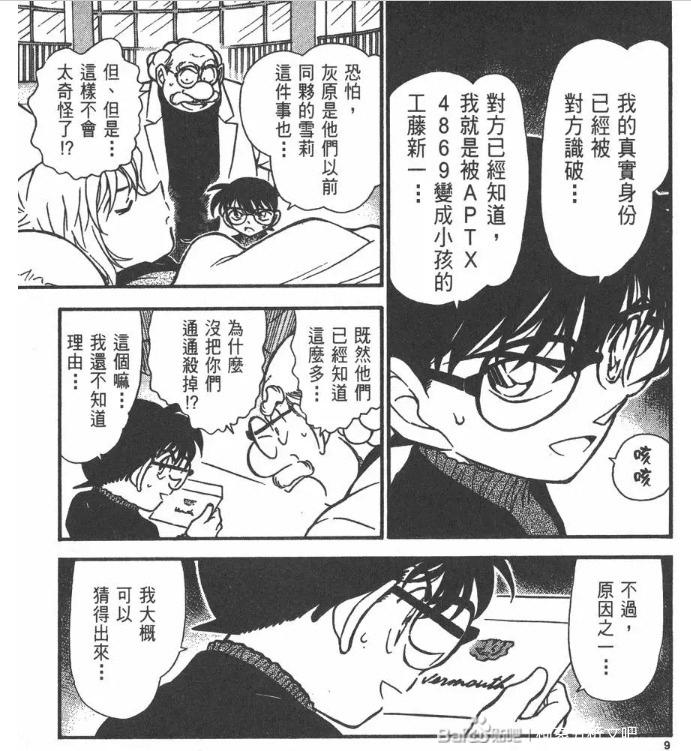 我的真實身份
已經被
對方識破…
對方已經知道，
我就是被APTX
4869變成小孩的
工藤新一…
咳咳
恐怕，
灰原是他們以前
同夥的雪莉
這件事也…
但、但是…
這樣不會
太奇怪了!?
既然他們
已經知道
這麼多…
為什麼
沒把你們
通通殺掉!?
這個嘛…
我還不知道
理由…
不過，
原因之一…
我大概
可以
猜得出來…
Vermouth
9